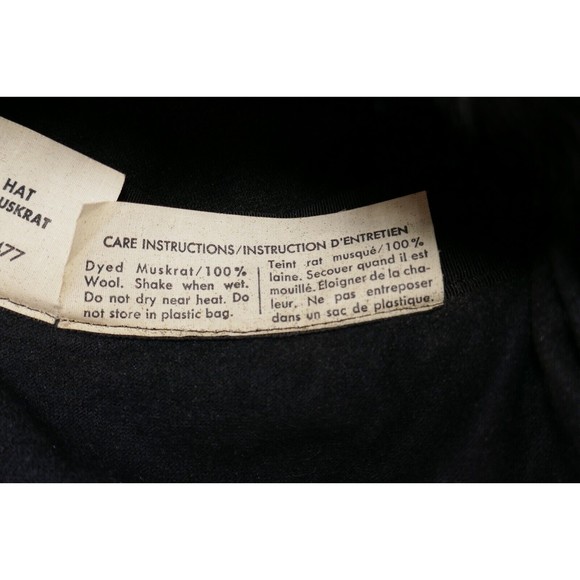 HAT
USKRAT
477
CARE INSTRUCTIONS/INSTRUCTION D'ENTRETIEN
Dyed Muskrat/100%
Wool. Shake when wet.
Do not dry near heat. Do
not store in plastic bag.
Teint rat musqué/100%
laine. Secouer quand il est
mouillé. Éloigner de la cha-
leur. Ne pas entreposer
dans un sac de plastique.